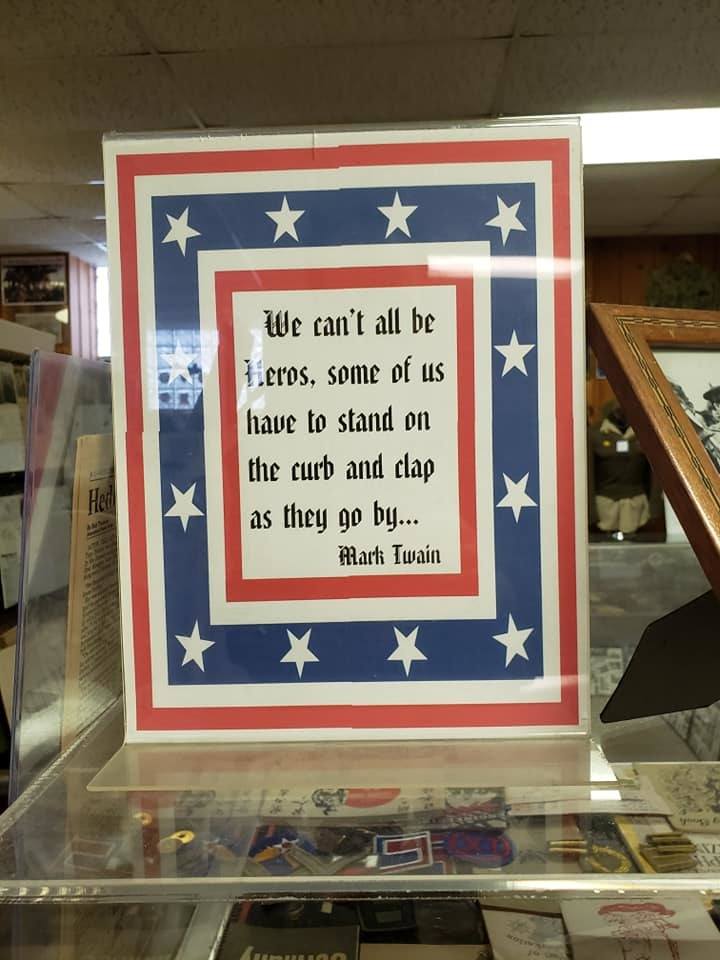 We can't all be
Heros, some of us
have to stand on
the curb and clap
as they go by...
Mark Twain